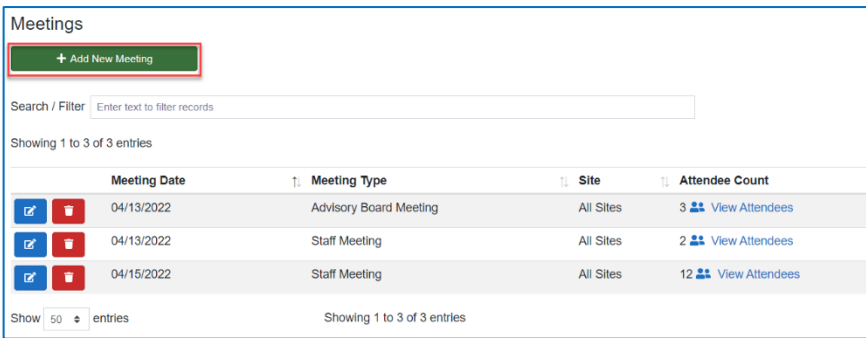 Meetings
+ Add New Meeting
Search / Filter Enter text to filter records
Showing 1 to 3 of 3 entries
Meeting Date Meeting Type Site Attendee Count
04/13/2022 Advisory Board Meeting All Sites 3 View Attendees
04/13/2022 Staff Meeting All Sites 2 View Attendees
04/15/2022 Staff Meeting All Sites 12 View Attendees
Show 50 entries Showing 1 to 3 of 3 entries